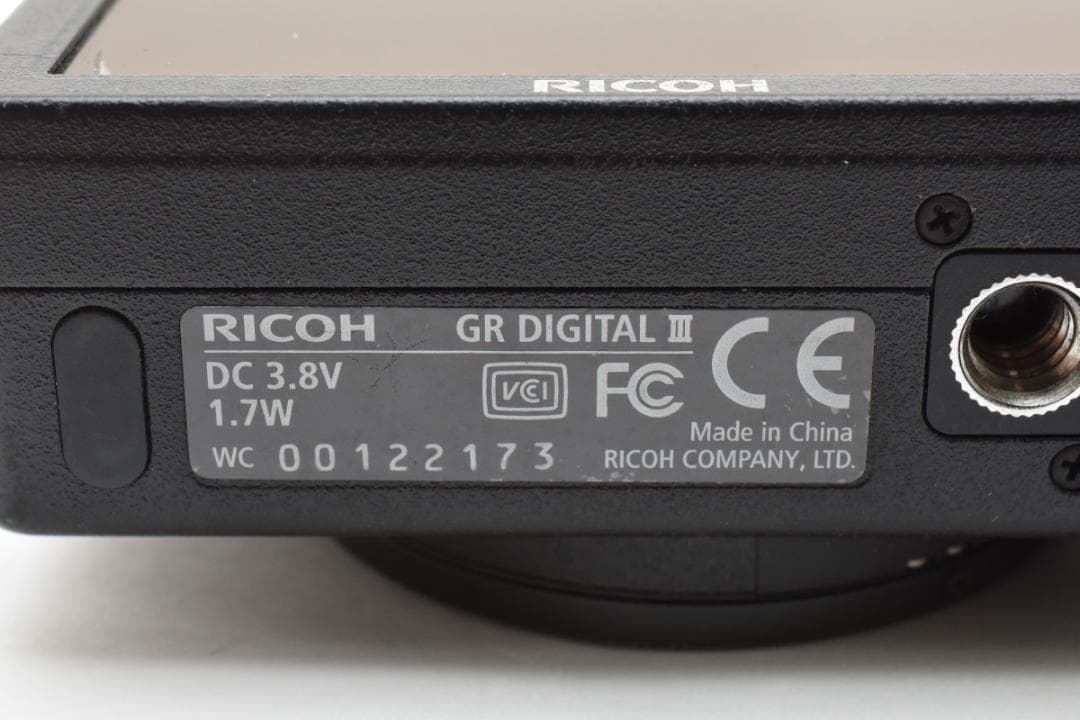 RICOH
RICOH GR DIGITAL III
DC 3.8V
1.7W
VCCI FC CE
Made in China
WC 00122173 RICOH COMPANY, LTD.